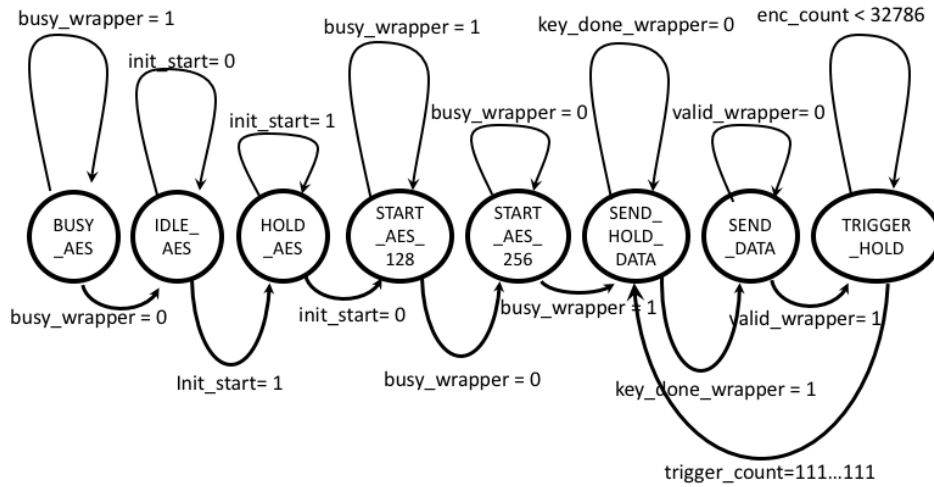 busy_wrapper = 1
init_start= 0
init_start= 1
busy_wrapper = 1
busy_wrapper = 0
key_done_wrapper= 0
valid_wrapper= 0
enc_count < 32786
BUSY
_AES
IDLE_
AES
HOLD
_AES
START
_AES_
128
START
_AES_
256
SEND_
HOLD_
DATA
SEND
_DATA
TRIGGER
_HOLD
busy_wrapper = 0
Init_start= 1
init_start= 0
busy_wrapper = 0
busy_wrapper = 1
key_done_wrapper = 1
valid_wrapper= 1
trigger_count=111...111